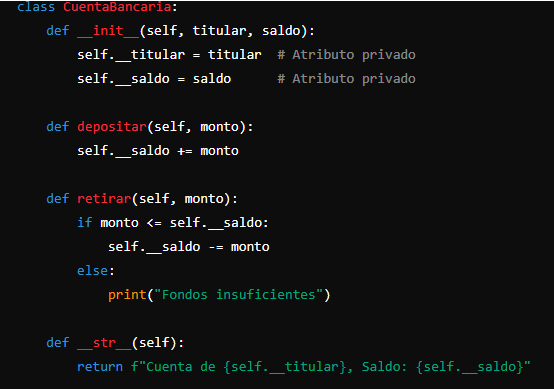 class CuentaBancaria:
    def __init__(self, titular, saldo):
        self.__titular = titular  # Atributo privado
        self.__saldo = saldo      # Atributo privado

    def depositar(self, monto):
        self.__saldo += monto

    def retirar(self, monto):
        if monto <= self.__saldo:
            self.__saldo -= monto
        else:
            print("Fondos insuficientes")

    def __str__(self):
        return f"Cuenta de {self.__titular}, Saldo: {self.__saldo}"